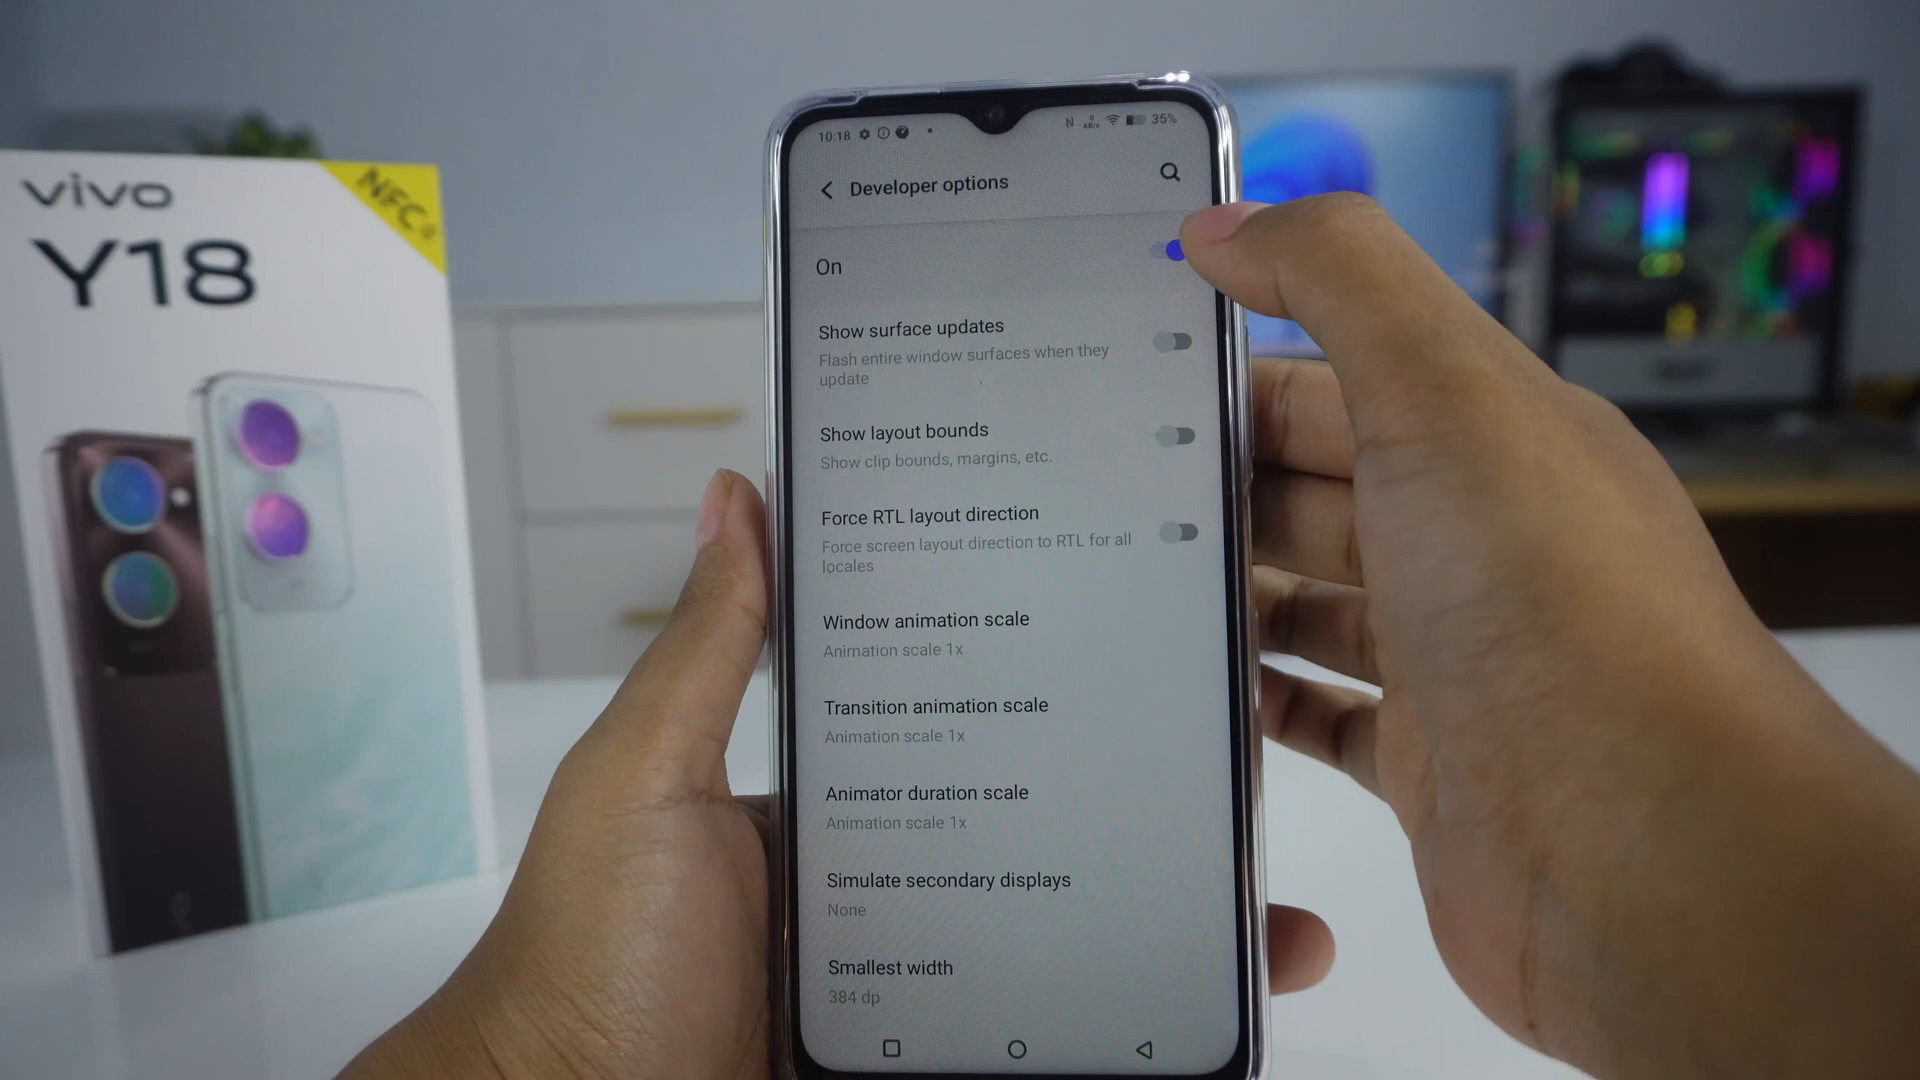 vivo
NFC
Y18
10:18
N
0
KB/s
35%
Developer options
On
Show surface updates
Flash entire window surfaces when they
update
Show layout bounds
Show clip bounds, margins, etc.
Force RTL layout direction
Force screen layout direction to RTL for all
locales
Window animation scale
Animation scale 1x
Transition animation scale
Animation scale 1x
Animator duration scale
Animation scale 1x
Simulate secondary displays
None
Smallest width
384 dp